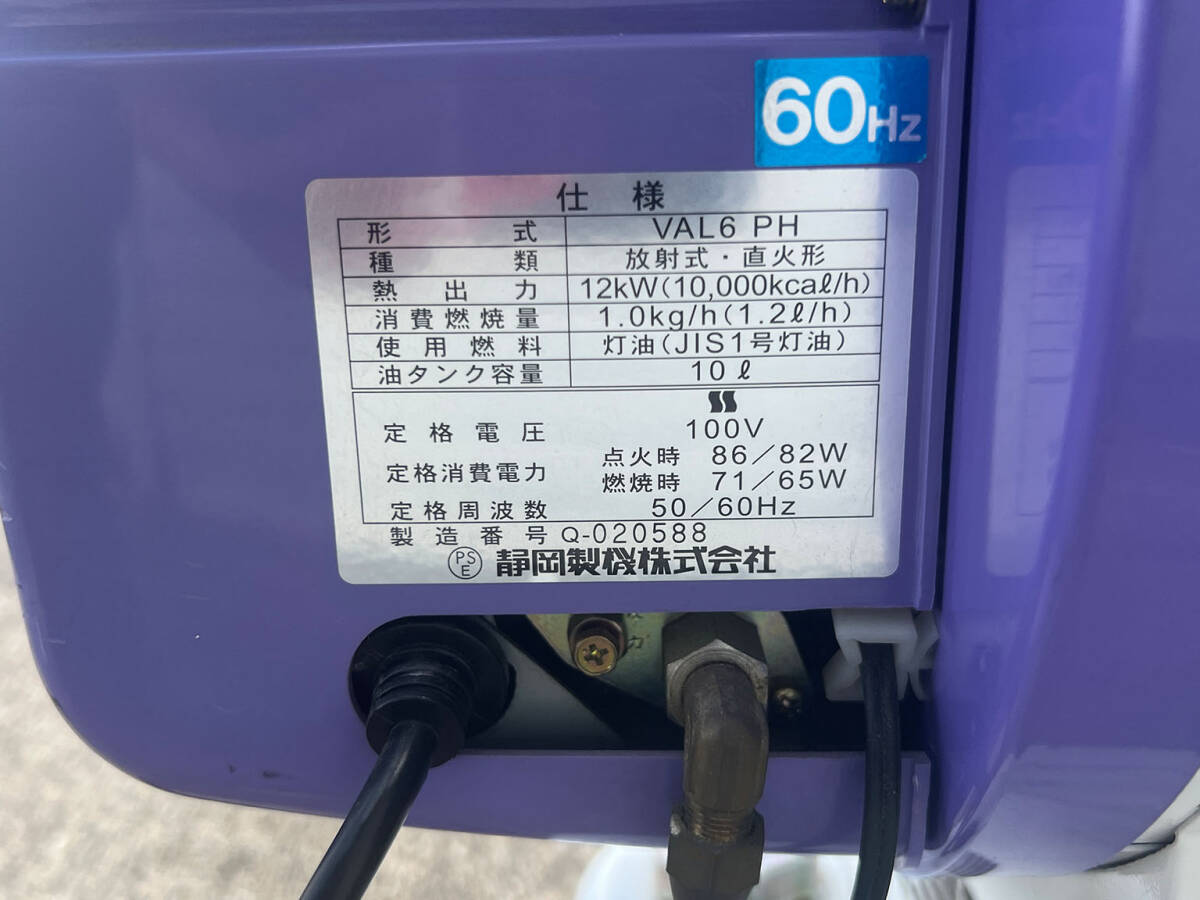 60Hz
仕様
形式 VAL6 PH
種類 放射式・直火形
熱出力 12kW(10,000kcaℓ/h)
消費燃焼量 1.0kg/h(1.2ℓ/h)
使用燃料 灯油(JIS1号灯油)
油タンク容量 10ℓ
定格電圧 100V
定格消費電力 点火時 86/82W
燃焼時 71/65W
定格周波数 50/60Hz
製造番号 Q-020588
PSE 静岡製機株式会社
力